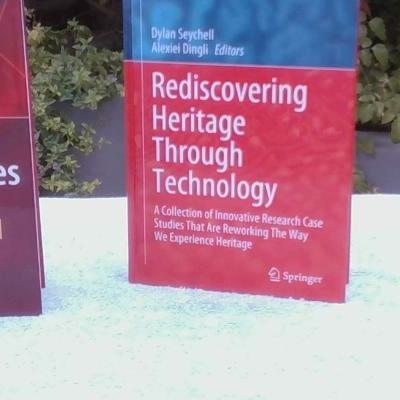 Dylan Seychell
Alexiei Dingli Editors
Rediscovering
Heritage
Through
Technology
A Collection of Innovative Research Case
Studies That Are Reworking The Way
We Experience Heritage
Springer
es